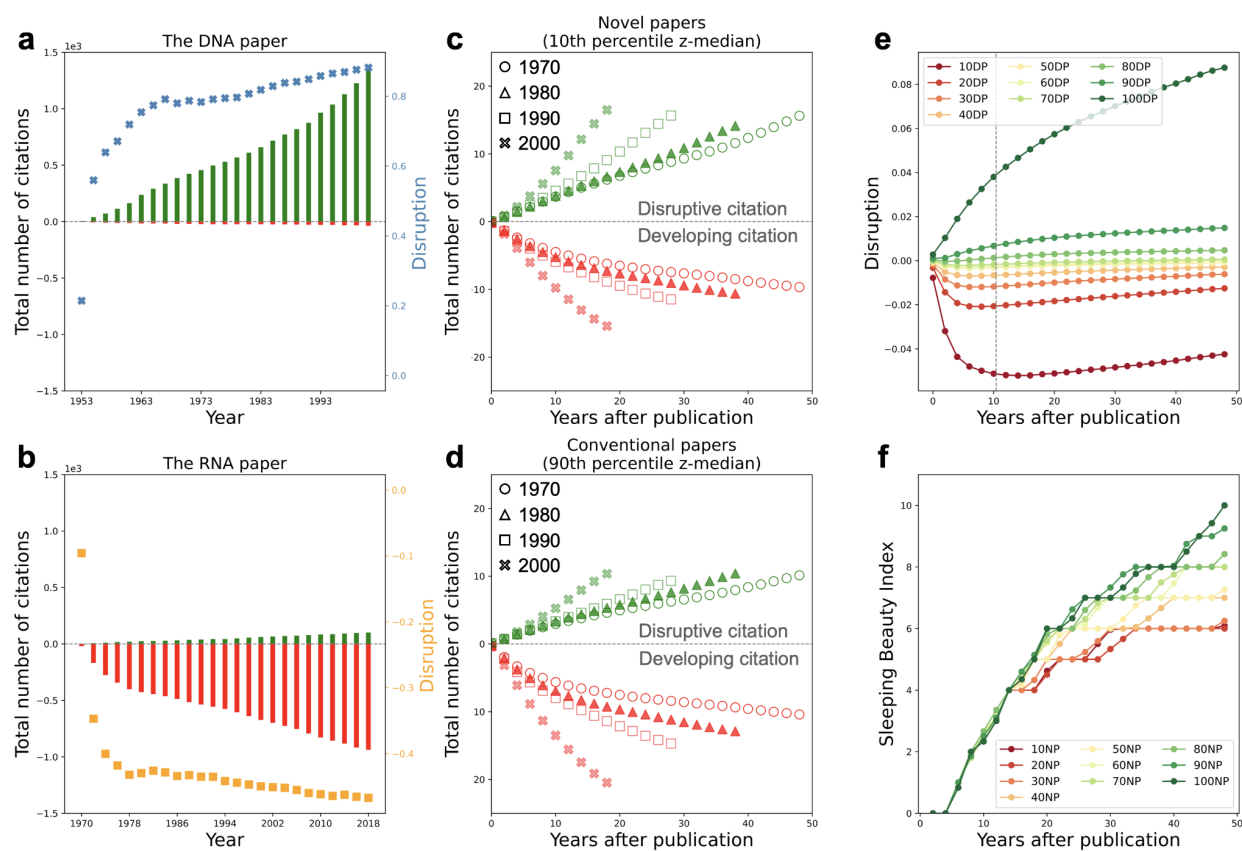 a
The DNA paper
1e3
1.5
1.0
0.5
0.0
−0.5
−1.0
−1.5
Total number of citations
0.8
0.6
0.4
0.2
0.0
Disruption
1953
1963
1973
1983
1993
Year
b
The RNA paper
1e3
1.5
1.0
0.5
0.0
−0.5
−1.0
−1.5
Total number of citations
0.0
−0.1
−0.2
−0.3
−0.4
Disruption
1970
1978
1986
1994
2002
2010
2018
Year
c
Novel papers
(10th percentile z-median)
1970
1980
1990
2000
20
10
0
−10
−20
Total number of citations
Disruptive citation
Developing citation
0
10
20
30
40
50
Years after publication
d
Conventional papers
(90th percentile z-median)
1970
1980
1990
2000
20
10
0
10
20
Total number of citations
Disruptive citation
Developing citation
0
10
20
30
40
50
Years after publication
e
10DP
20DP
30DP
40DP
50DP
60DP
70DP
80DP
90DP
100DP
0.08
0.06
0.04
0.02
0.00
−0.02
−0.04
Disruption
0
10
20
30
40
50
Years after publication
f
10
8
6
4
2
0
Sleeping Beauty Index
10NP
20NP
30NP
40NP
50NP
60NP
70NP
80NP
90NP
100NP
0
10
20
30
40
50
Years after publication